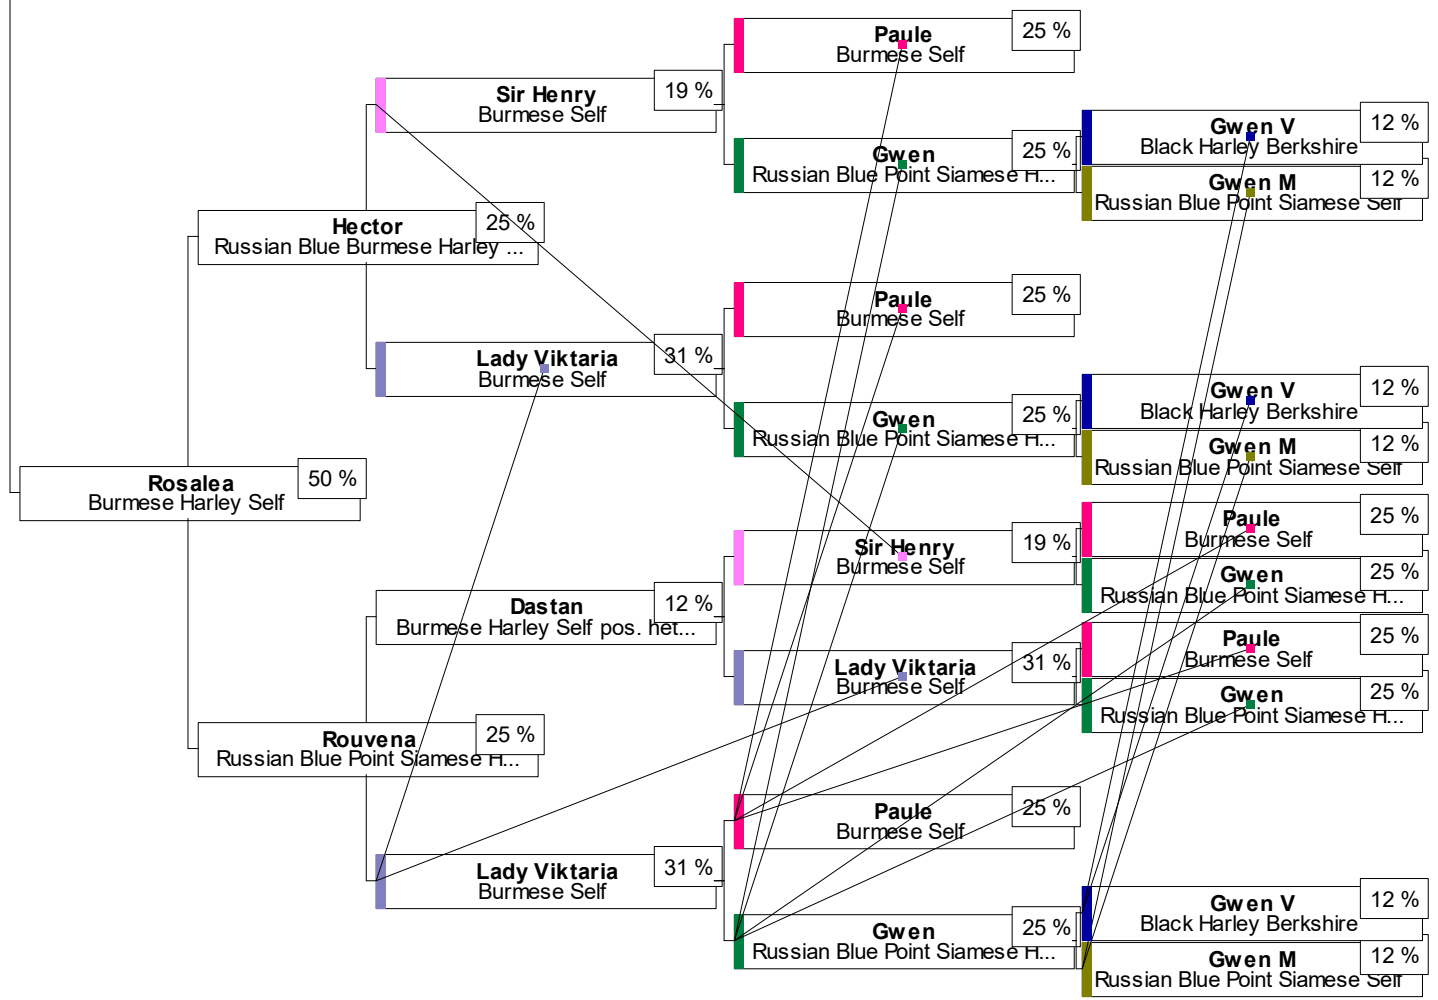 Paule
25 %
Burmese Self
Sir Henry
19 %
Burmese Self
Gwen V
12 %
Black Harley Berkshire
Gwen
25 %
Russian Blue Point Siamese H...
Gwen M
12 %
Russian Blue Point Siamese Self
Hector
25 %
Russian Blue Burmese Harley ...
Paule
25 %
Burmese Self
Lady Viktaria
31 %
Burmese Self
Gwen V
12 %
Black Harley Berkshire
Gwen
25 %
Russian Blue Point Siamese H...
Gwen M
12 %
Russian Blue Point Siamese Self
Rosalea
50 %
Burmese Harley Self
Paule
25 %
Burmese Self
Sir Henry
19 %
Burmese Self
Gwen
25 %
Russian Blue Point Siamese H...
Dastan
12 %
Burmese Harley Self pos. het...
Paule
25 %
Burmese Self
Lady Viktaria
31 %
Burmese Self
Gwen
25 %
Russian Blue Point Siamese H...
Rouvena
25 %
Russian Blue Point Siamese H...
Paule
25 %
Burmese Self
Lady Viktaria
31 %
Burmese Self
Gwen V
12 %
Black Harley Berkshire
Gwen
25 %
Russian Blue Point Siamese H...
Gwen M
12 %
Russian Blue Point Siamese Self